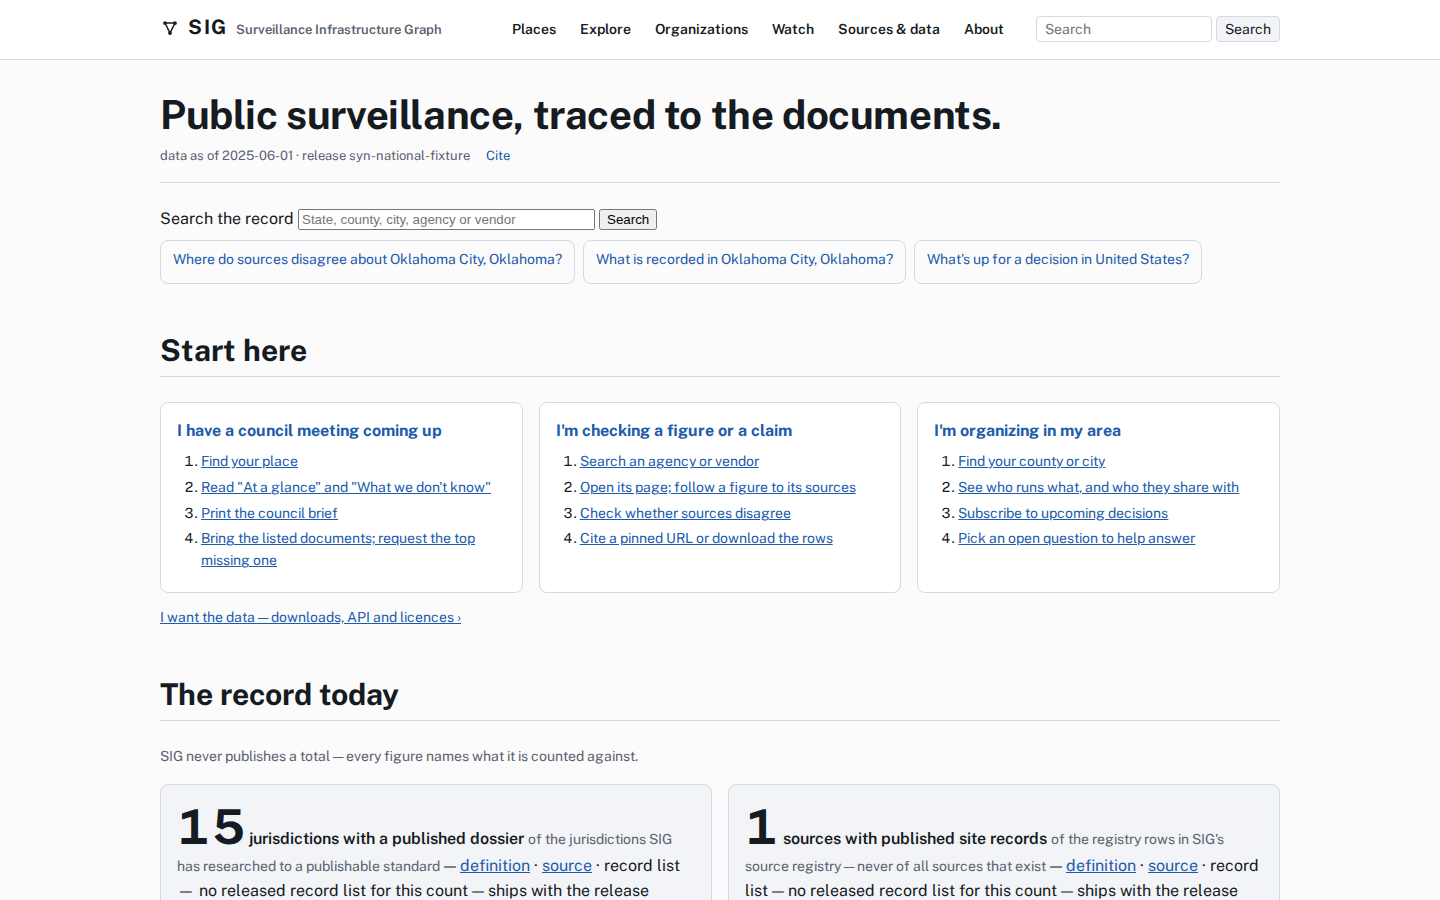 SIG Surveillance Infrastructure Graph Places Explore Organizations Watch Sources & data About Search Search
Public surveillance, traced to the documents.
data as of 2025-06-01 · release syn-national-fixture Cite
Search the record State, county, city, agency or vendor Search
Where do sources disagree about Oklahoma City, Oklahoma? What is recorded in Oklahoma City, Oklahoma? What's up for a decision in United States?
Start here
I have a council meeting coming up
1. Find your place
2. Read "At a glance" and "What we don't know"
3. Print the council brief
4. Bring the listed documents; request the top
missing one
I'm checking a figure or a claim
1. Search an agency or vendor
2. Open its page; follow a figure to its sources
3. Check whether sources disagree
4. Cite a pinned URL or download the rows
I'm organizing in my area
1. Find your county or city
2. See who runs what, and who they share with
3. Subscribe to upcoming decisions
4. Pick an open question to help answer
I want the data — downloads, API and licences ›
The record today
SIG never publishes a total — every figure names what it is counted against.
15 jurisdictions with a published dossier of the jurisdictions SIG
has researched to a publishable standard — definition · source · record list
— no released record list for this count — ships with the release
1 sources with published site records of the registry rows in SIG's
source registry — never of all sources that exist — definition · source · record
list — no released record list for this count — ships with the release